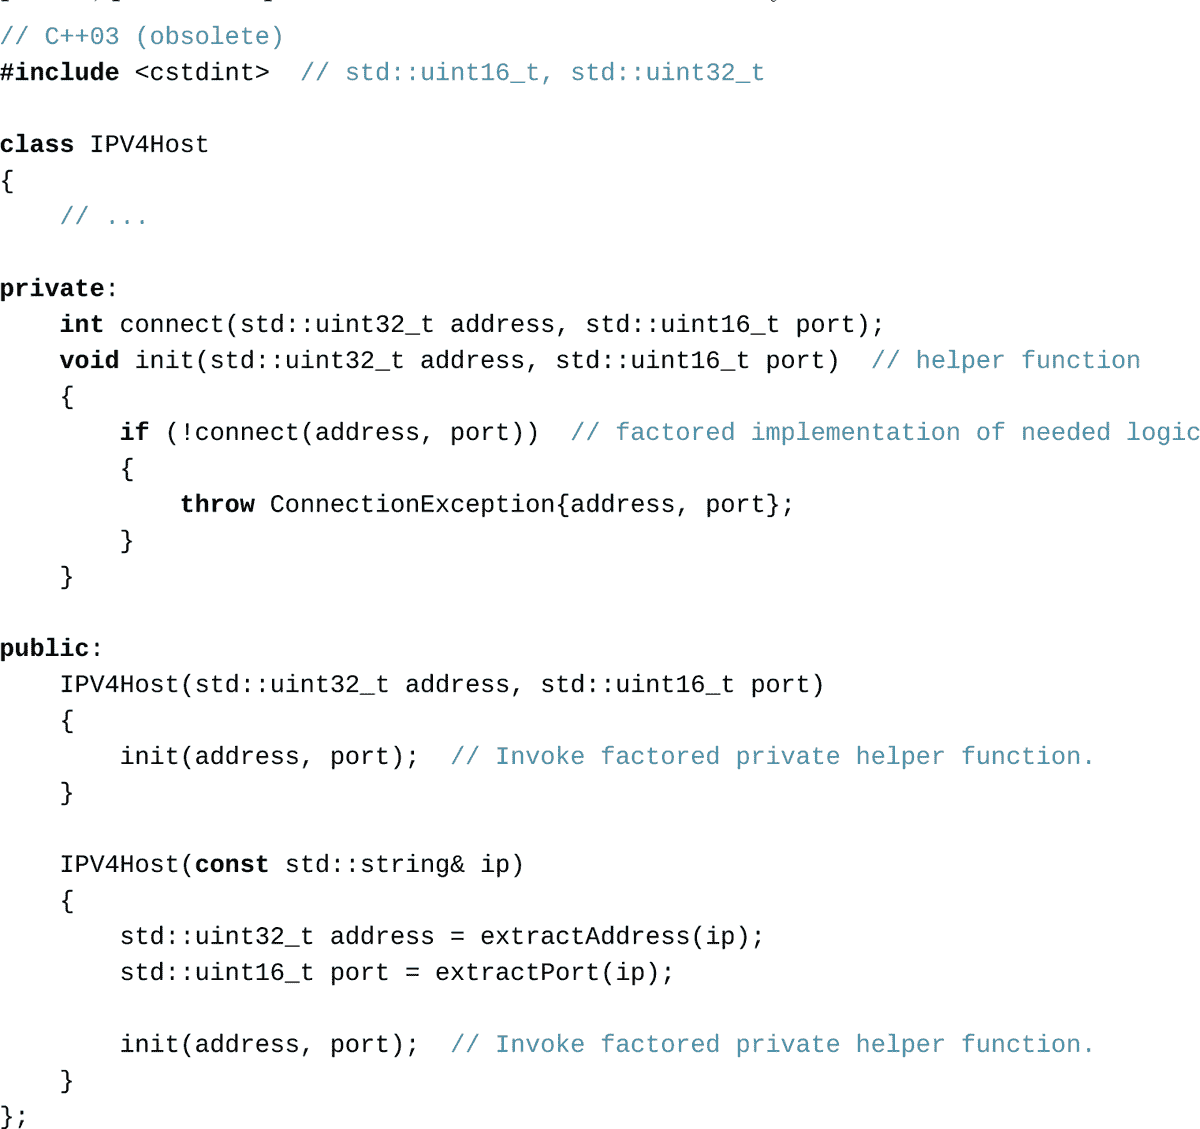 // C++03 (obsolete)
#include <cstdint>  // std::uint16_t, std::uint32_t

class IPV4Host
{
    // ...

private:
    int connect(std::uint32_t address, std::uint16_t port);
    void init(std::uint32_t address, std::uint16_t port)  // helper function
    {
        if (!connect(address, port))  // factored implementation of needed logic
        {
            throw ConnectionException{address, port};
        }
    }

public:
    IPV4Host(std::uint32_t address, std::uint16_t port)
    {
        init(address, port);  // Invoke factored private helper function.
    }

    IPV4Host(const std::string& ip)
    {
        std::uint32_t address = extractAddress(ip);
        std::uint16_t port = extractPort(ip);

        init(address, port);  // Invoke factored private helper function.
    }
};